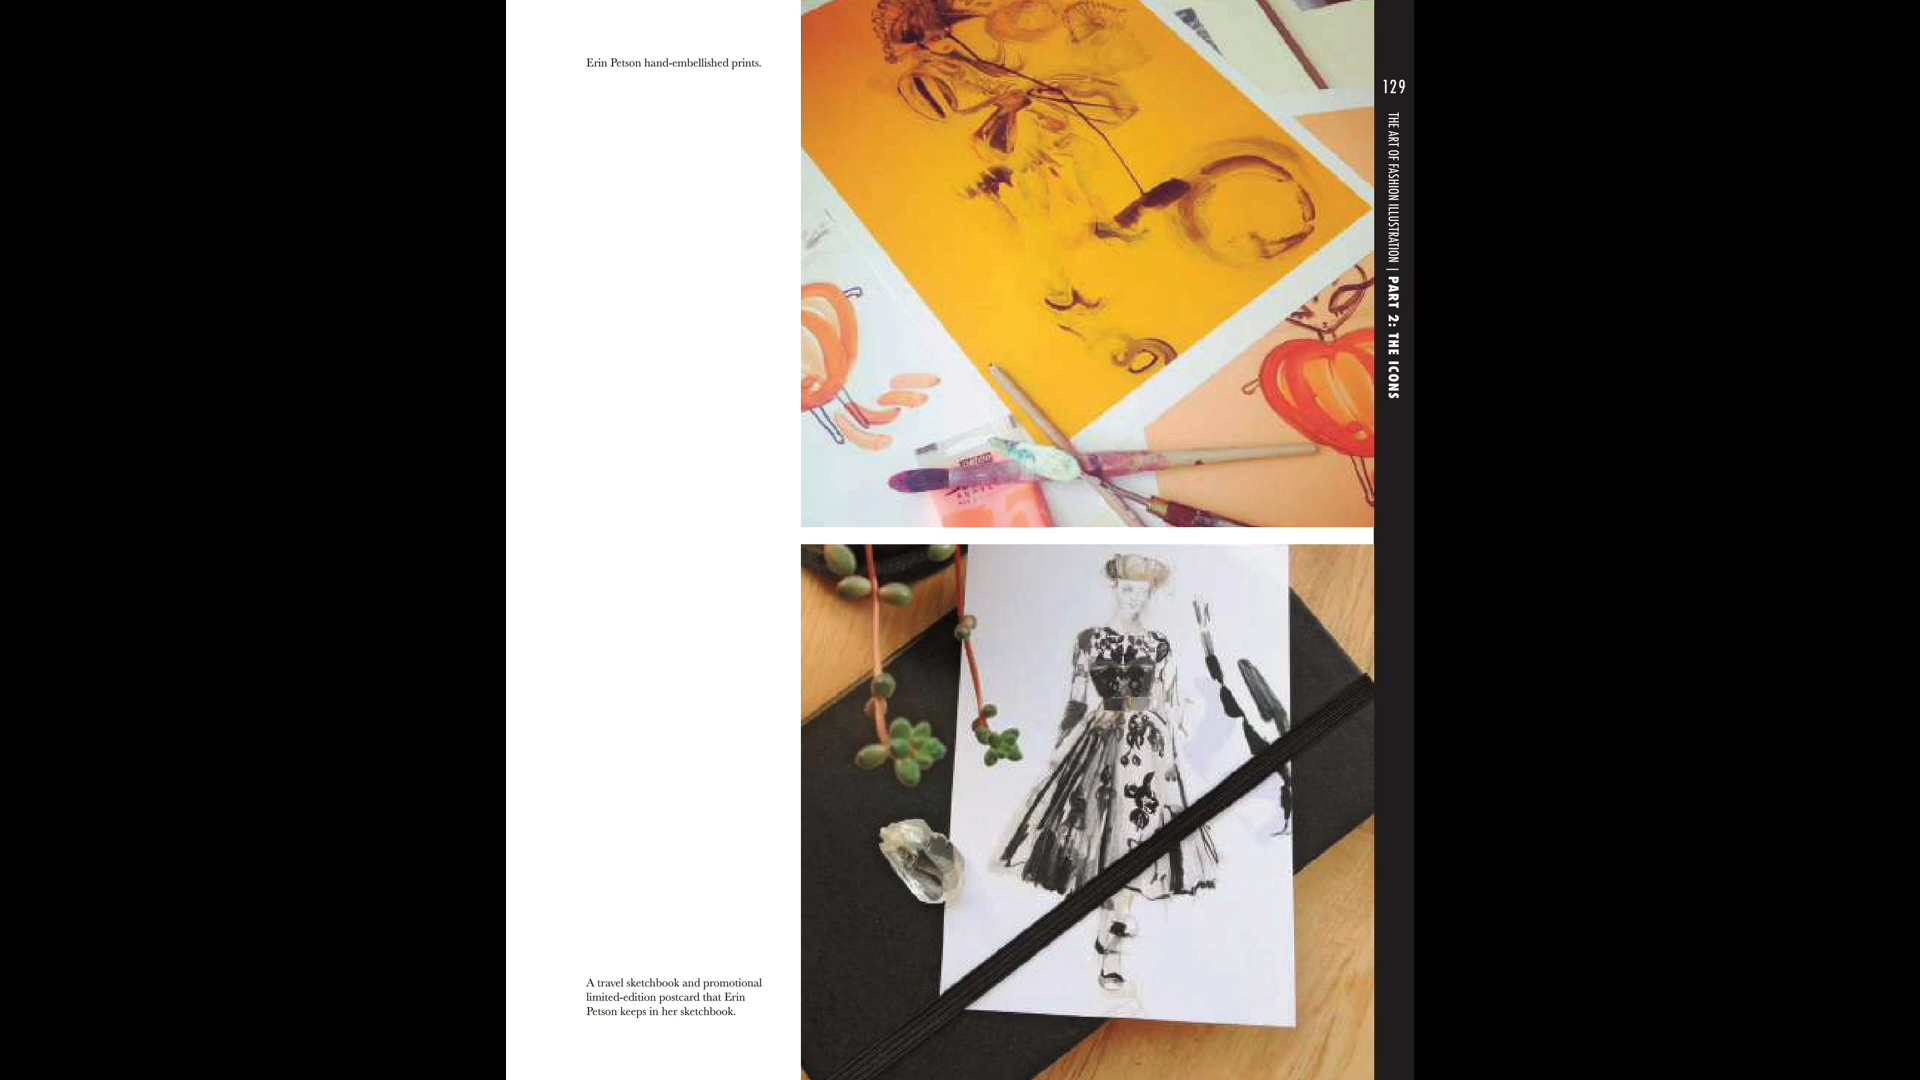 Erin Petson hand-embellished prints.
129
THE ART OF FASHION ILLUSTRATION | PART 2: THE ICONS
A travel sketchbook and promotional
limited-edition postcard that Erin
Petson keeps in her sketchbook.